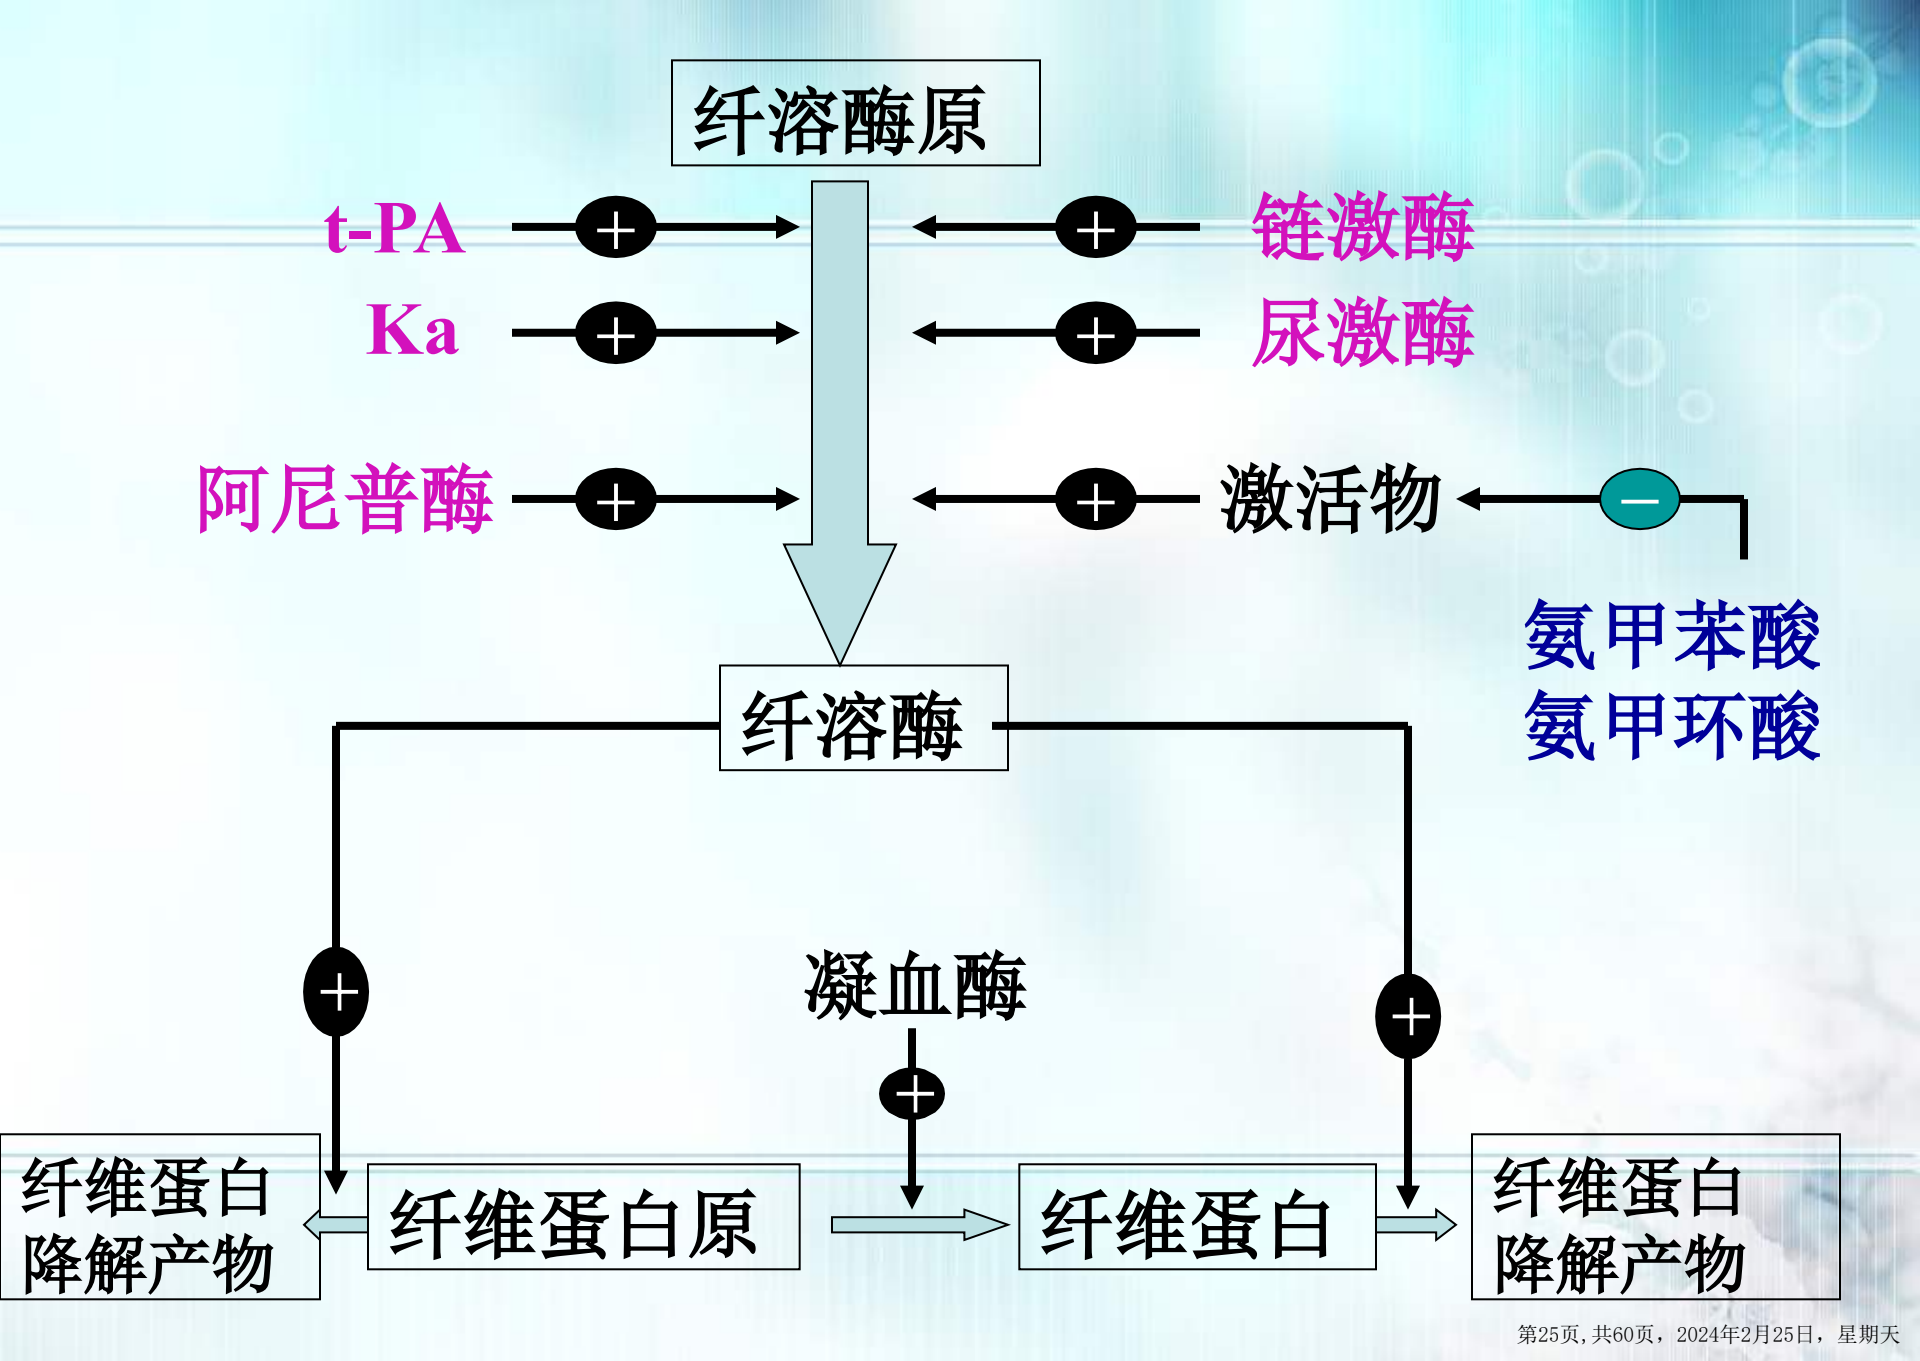 纤溶酶原
t-PA
+
+
链激酶
Ka
+
+
尿激酶
阿尼普酶
+
+
激活物
−
氨甲苯酸
氨甲环酸
纤溶酶
+
凝血酶
+
+
纤维蛋白
降解产物
纤维蛋白原
纤维蛋白
纤维蛋白
降解产物
第25页,共60页，2024年2月25日，星期天